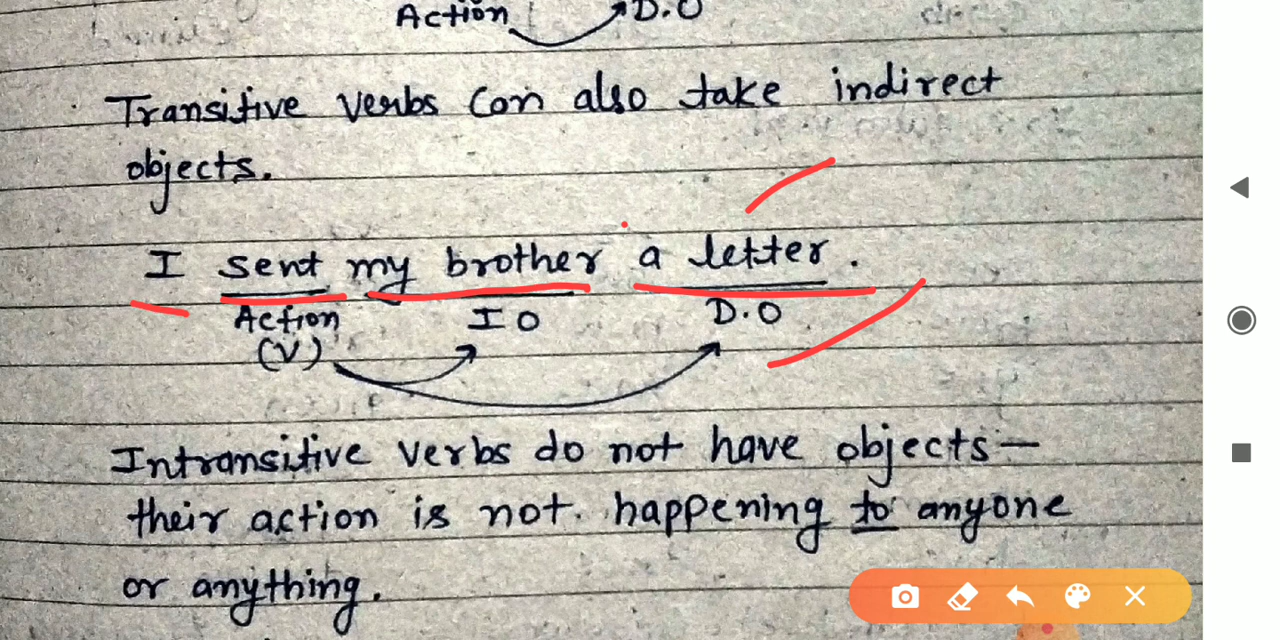 Action D.O
Transitive verbs can also take indirect
objects.
I sent my brother a letter.
Action I O D.O
(V)
Intransitive verbs do not have objects—
their action is not. happening to anyone
or anything.